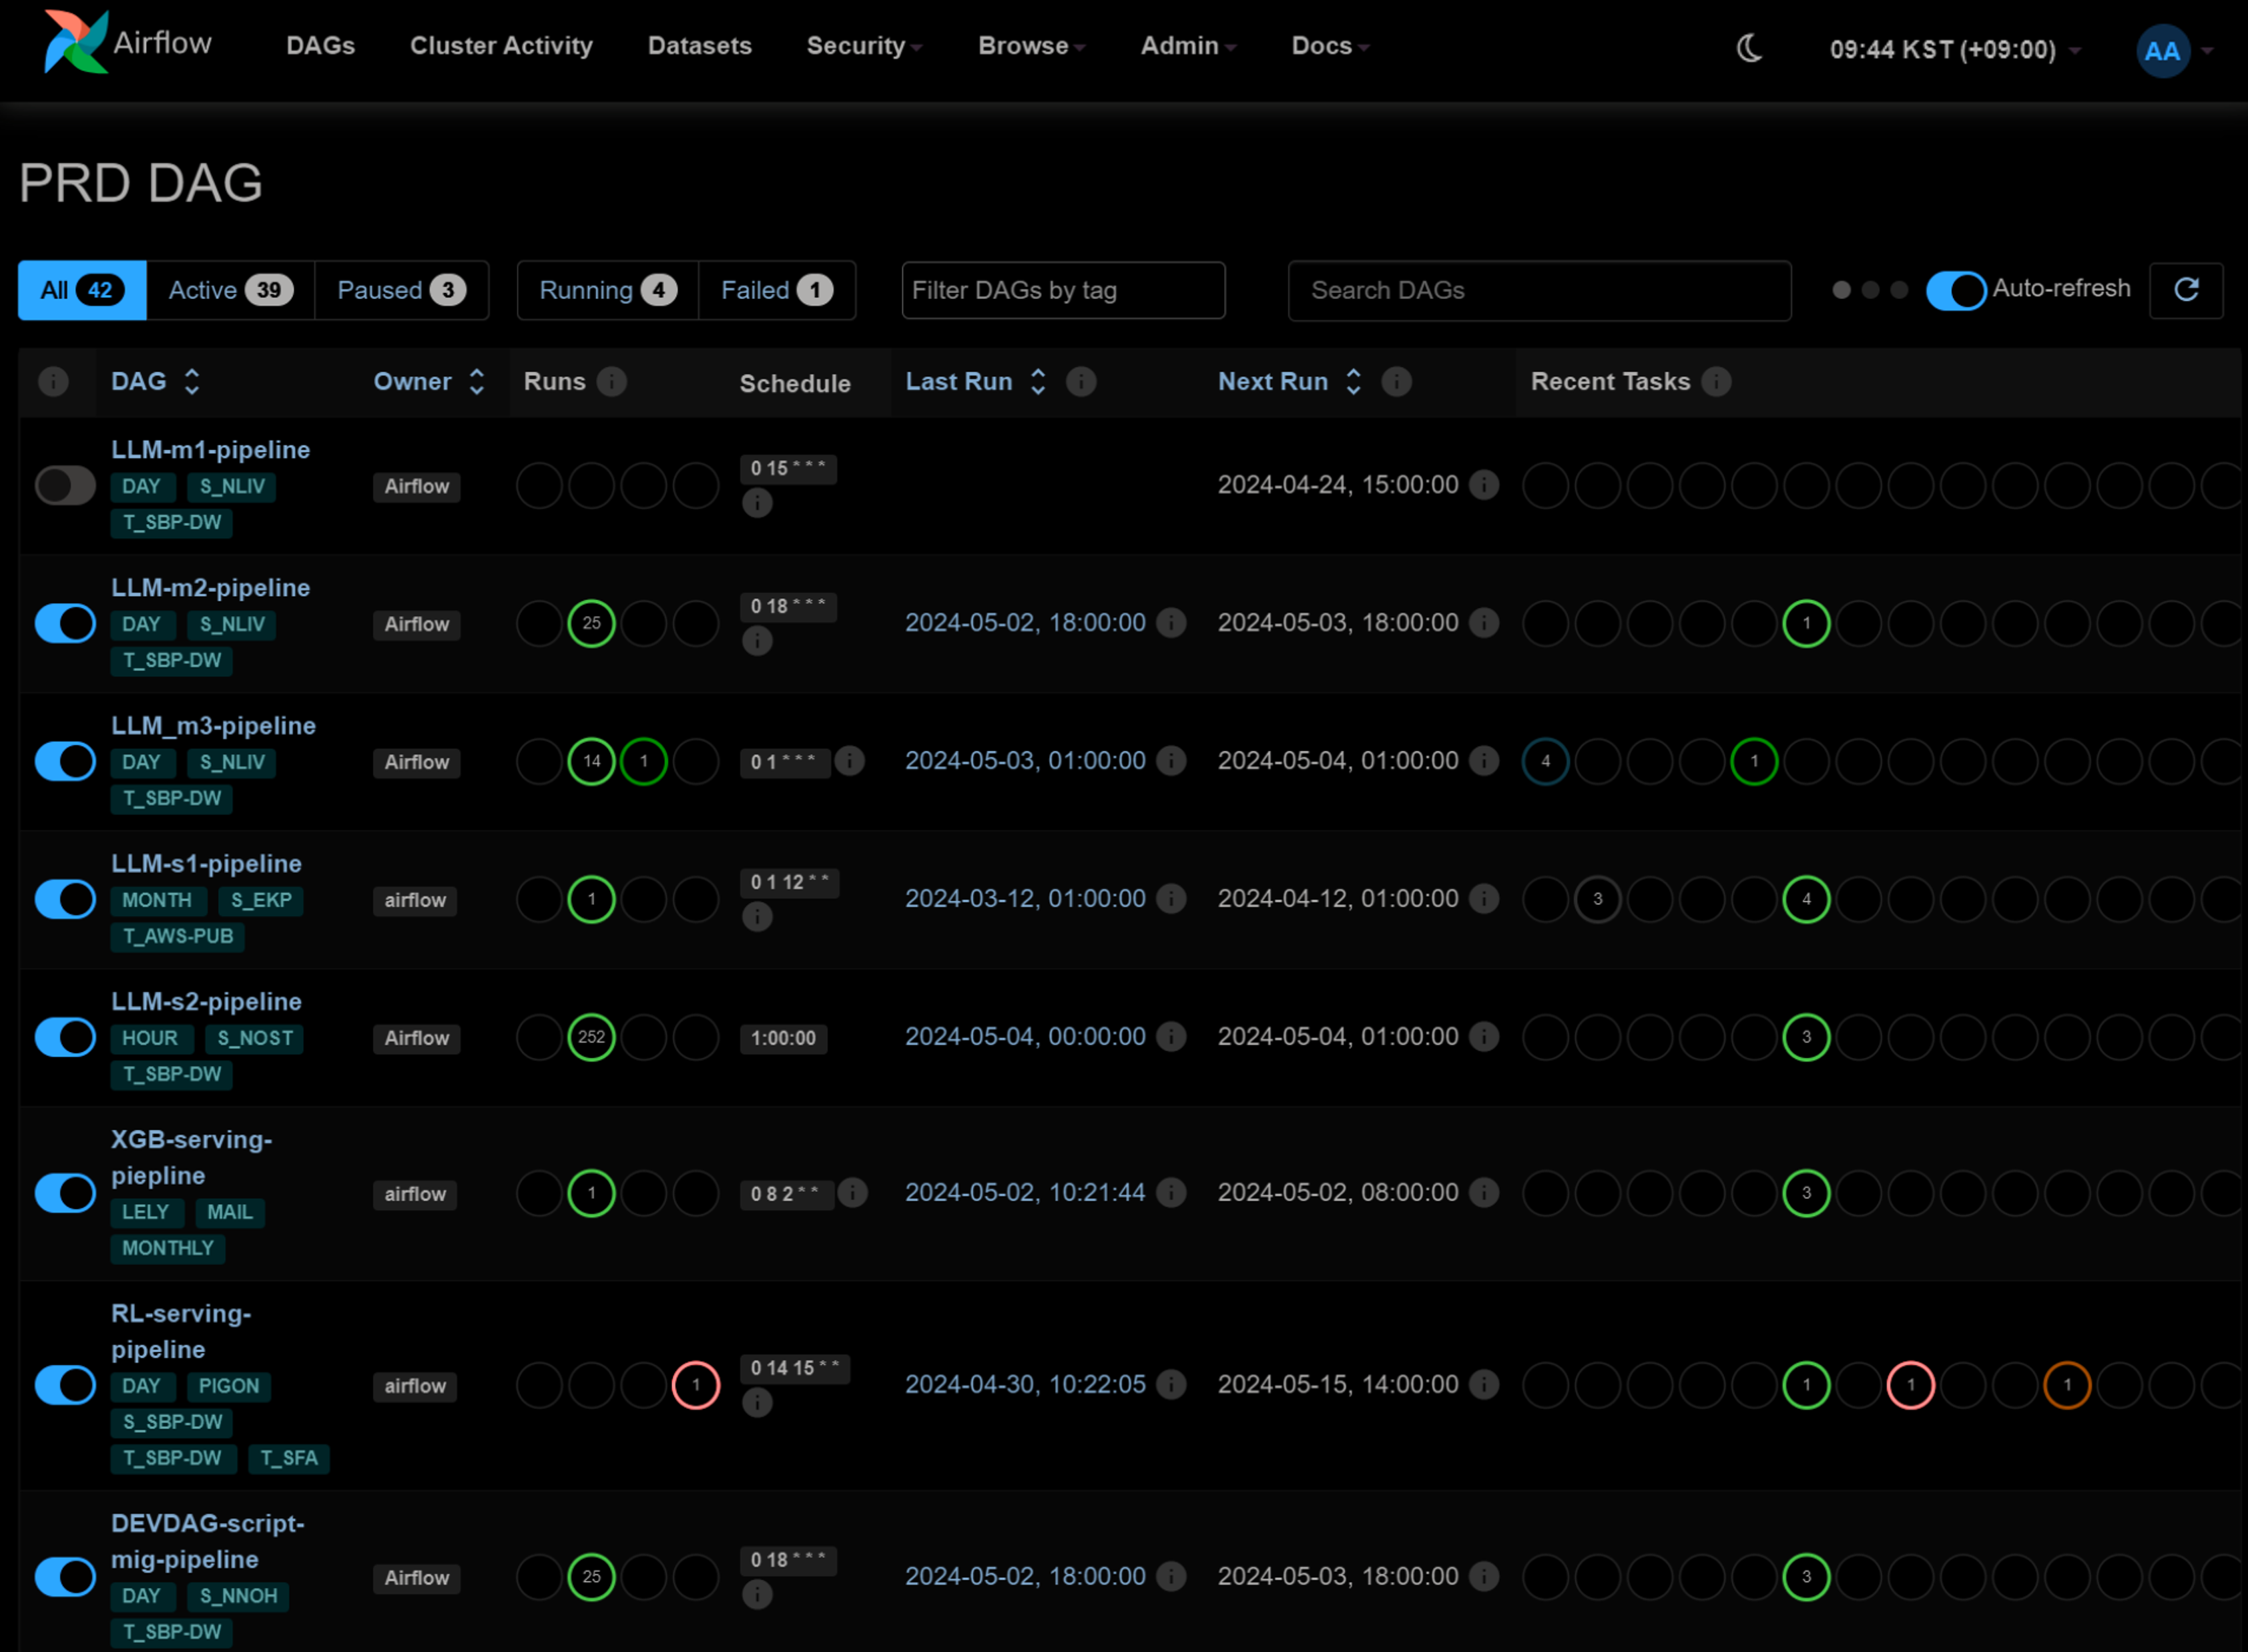 Airflow DAGs Cluster Activity Datasets Security Browse Admin Docs 09:44 KST (+09:00) AA
PRD DAG
All 42 Active 39 Paused 3 Running 4 Failed 1 Filter DAGs by tag Search DAGs Auto-refresh
DAG Owner Runs Schedule Last Run Next Run Recent Tasks
LLM-m1-pipeline
DAY S_NLIV
T_SBP-DW
Airflow
0 15 * * *
2024-04-24, 15:00:00
LLM-m2-pipeline
DAY S_NLIV
T_SBP-DW
Airflow
25
0 18 * * *
2024-05-02, 18:00:00
2024-05-03, 18:00:00
1
LLM_m3-pipeline
DAY S_NLIV
T_SBP-DW
Airflow
14 1
0 1 * * *
2024-05-03, 01:00:00
2024-05-04, 01:00:00
4 1
LLM-s1-pipeline
MONTH S_EKP
T_AWS-PUB
airflow
1
0 1 12 * *
2024-03-12, 01:00:00
2024-04-12, 01:00:00
3 4
LLM-s2-pipeline
HOUR S_NOST
T_SBP-DW
Airflow
252
1:00:00
2024-05-04, 00:00:00
2024-05-04, 01:00:00
3
XGB-serving-
piepline
LELY MAIL
MONTHLY
airflow
1
0 8 2 * *
2024-05-02, 10:21:44
2024-05-02, 08:00:00
3
RL-serving-
pipeline
DAY PIGON
S_SBP-DW
T_SBP-DW T_SFA
airflow
1
0 14 15 * *
2024-04-30, 10:22:05
2024-05-15, 14:00:00
1 1 1
DEVDAG-script-
mig-pipeline
DAY S_NNOH
T_SBP-DW
Airflow
25
0 18 * * *
2024-05-02, 18:00:00
2024-05-03, 18:00:00
3